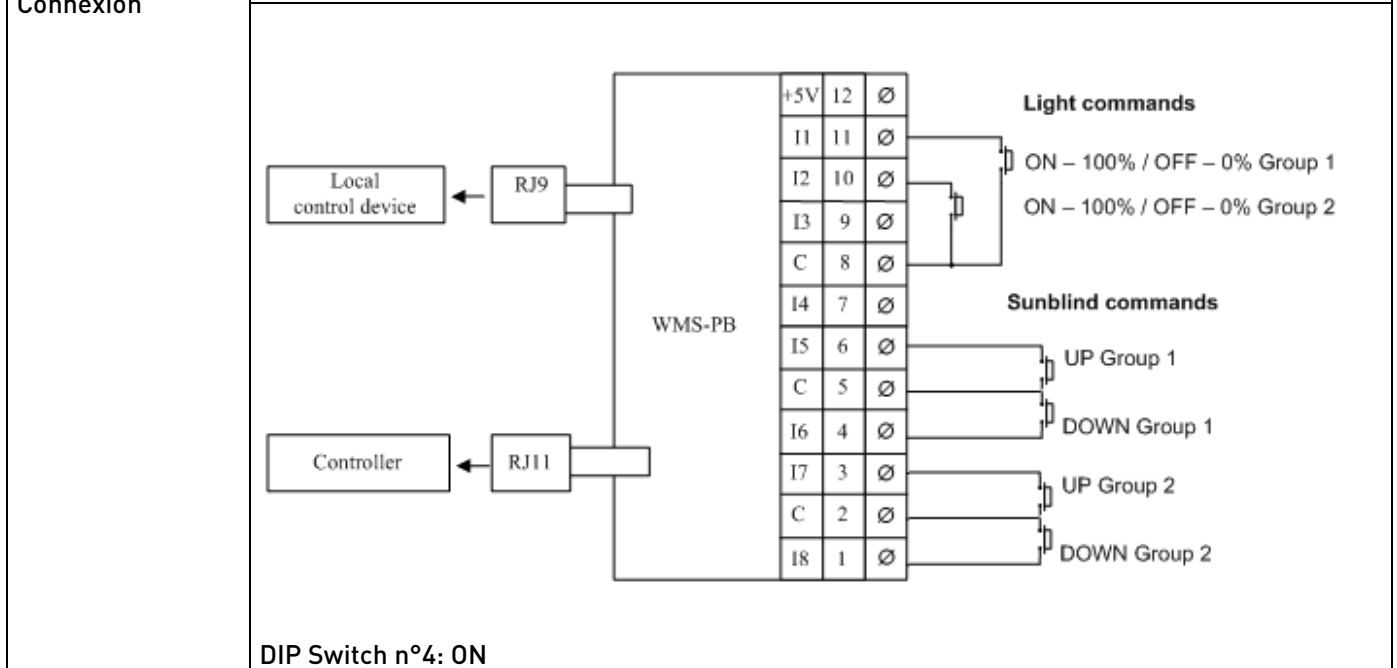 Connexion
+5V 12 Ø
Light commands
I1 11 Ø
ON – 100% / OFF – 0% Group 1
Local
control device
RJ9
I2 10 Ø
ON – 100% / OFF – 0% Group 2
I3 9 Ø
C 8 Ø
I4 7 Ø
Sunblind commands
WMS-PB
I5 6 Ø
UP Group 1
C 5 Ø
I6 4 Ø
DOWN Group 1
Controller
RJ11
I7 3 Ø
UP Group 2
C 2 Ø
I8 1 Ø
DOWN Group 2
DIP Switch n°4: ON